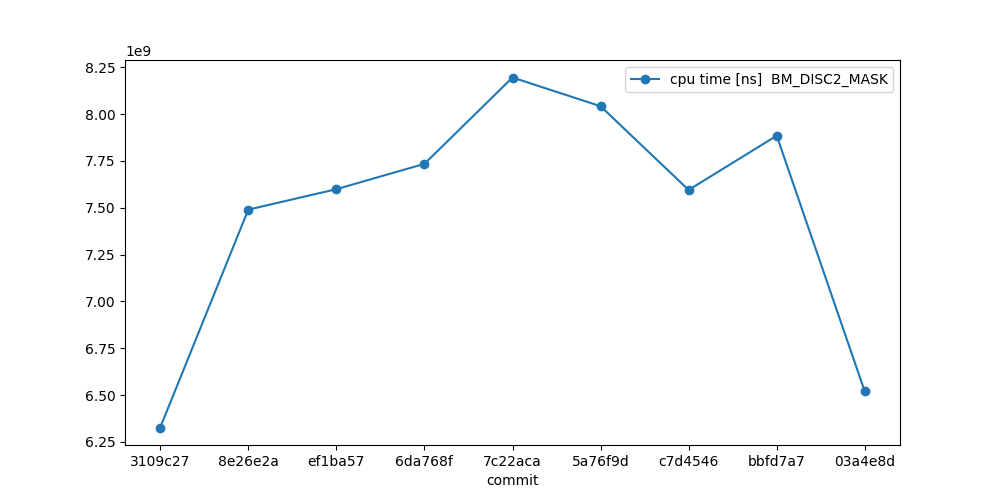 1e9
cpu time [ns]  BM_DISC2_MASK
8.25
8.00
7.75
7.50
7.25
7.00
6.75
6.50
6.25
3109c27 8e26e2a ef1ba57 6da768f 7c22aca 5a76f9d c7d4546 bbfd7a7 03a4e8d
commit